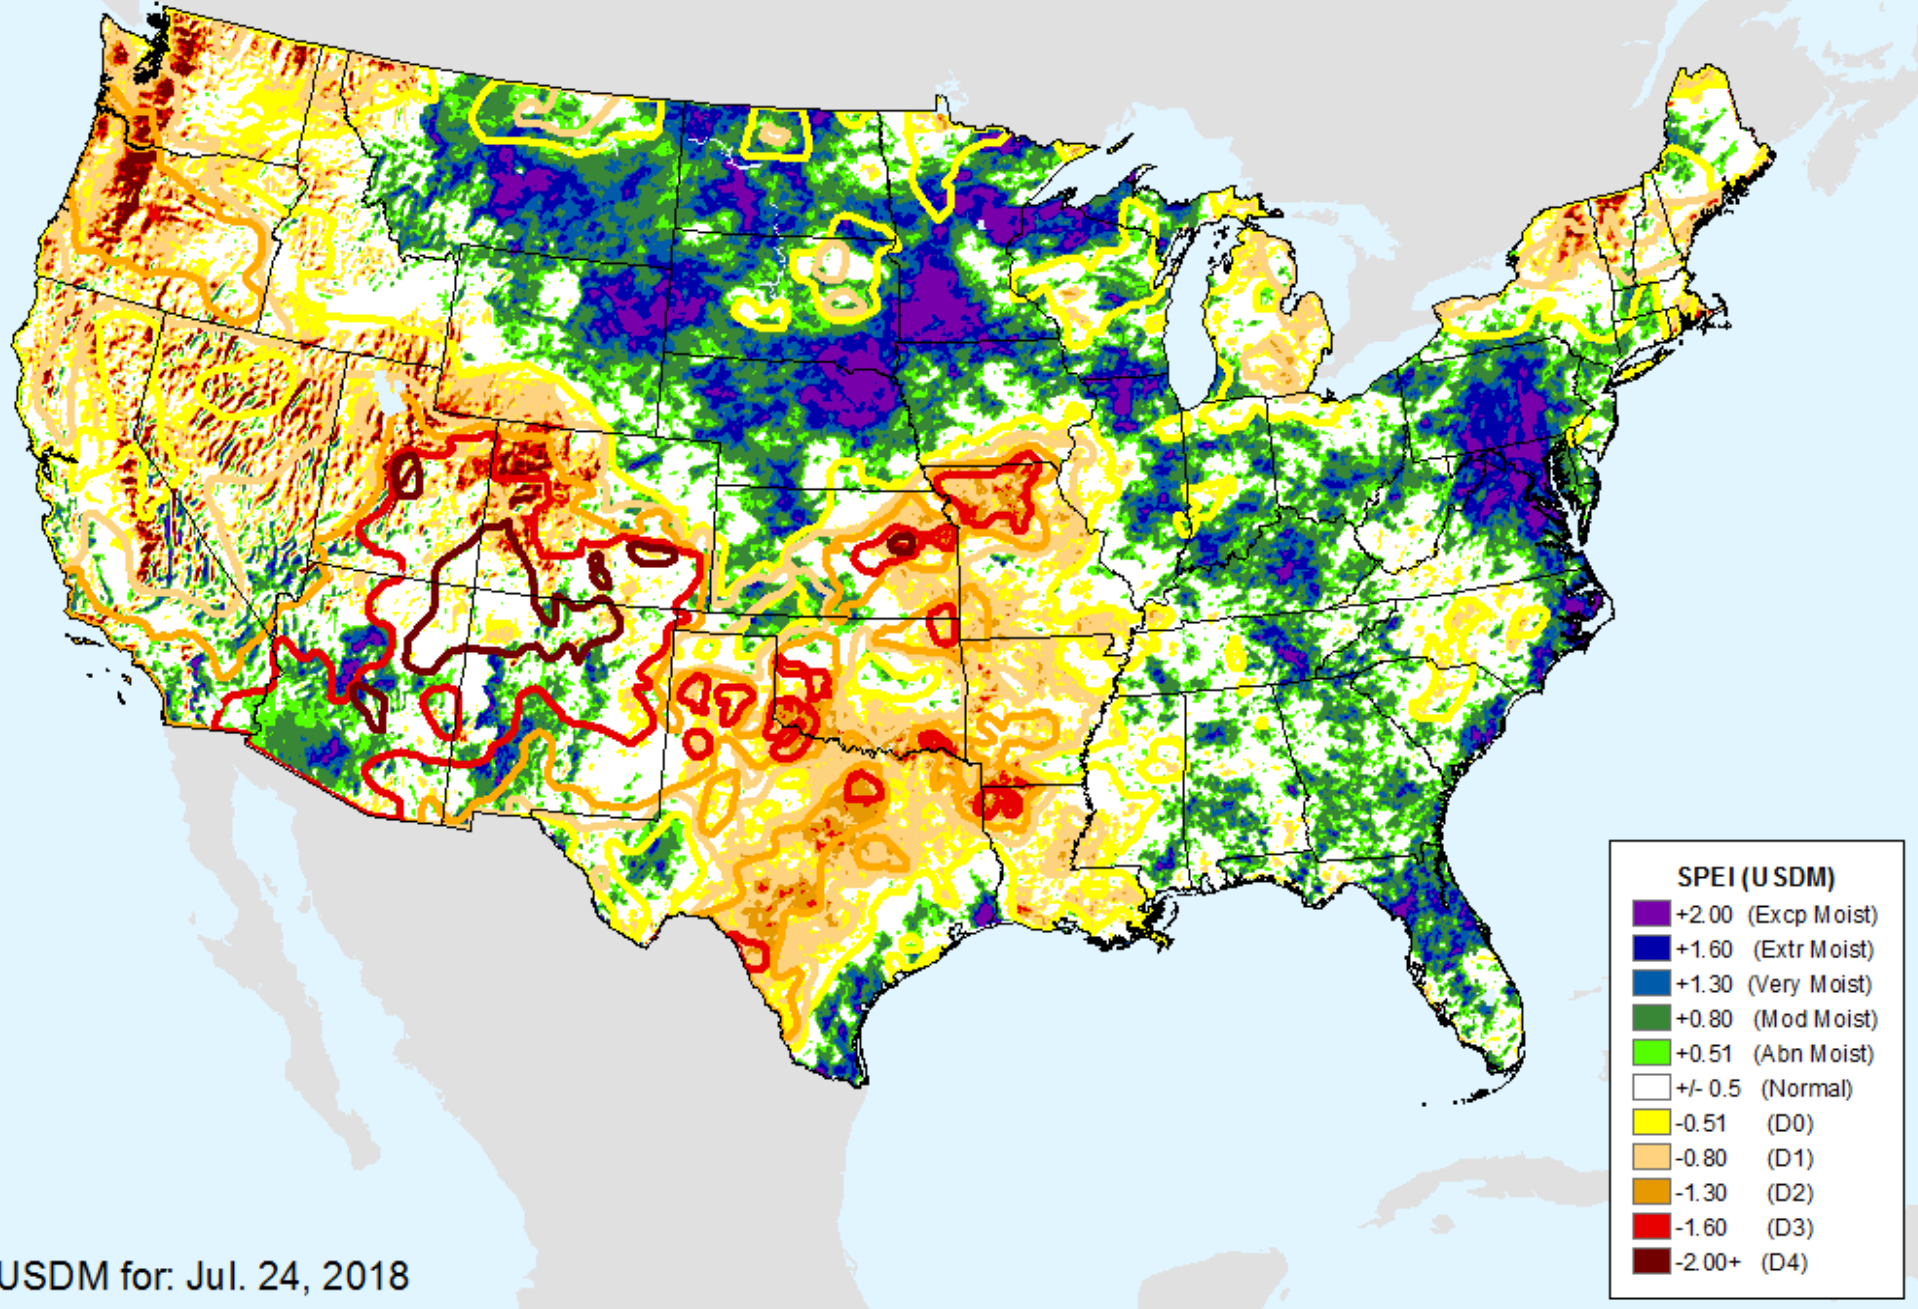 SPEI (USDM)
+2.00 (Excp Moist)
+1.60 (Extr Moist)
+1.30 (Very Moist)
+0.80 (Mod Moist)
+0.51 (Abn Moist)
+/- 0.5 (Normal)
-0.51 (D0)
-0.80 (D1)
-1.30 (D2)
-1.60 (D3)
-2.00+ (D4)
USDM for: Jul. 24, 2018